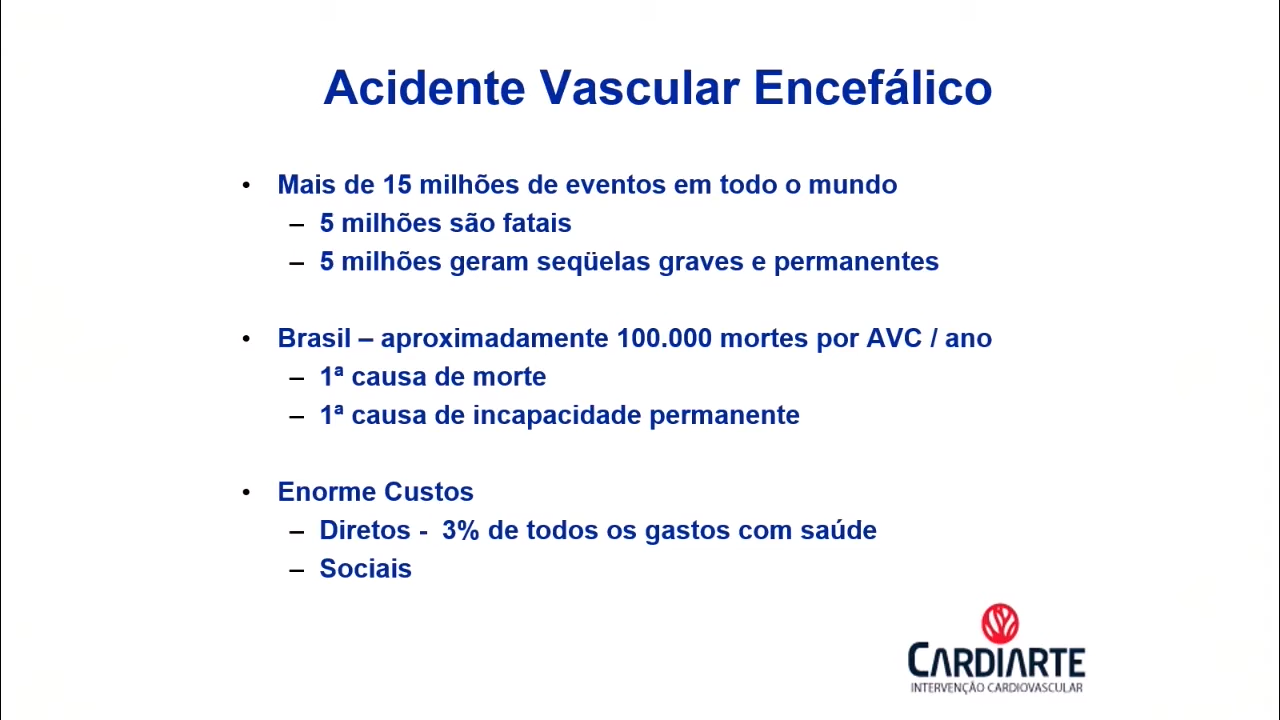 Acidente Vascular Encefálico
• Mais de 15 milhões de eventos em todo o mundo
– 5 milhões são fatais
– 5 milhões geram seqüelas graves e permanentes
• Brasil – aproximadamente 100.000 mortes por AVC / ano
– 1ª causa de morte
– 1ª causa de incapacidade permanente
• Enorme Custos
– Diretos - 3% de todos os gastos com saúde
– Sociais
CARDIARTE
INTERVENÇÃO CARDIOVASCULAR